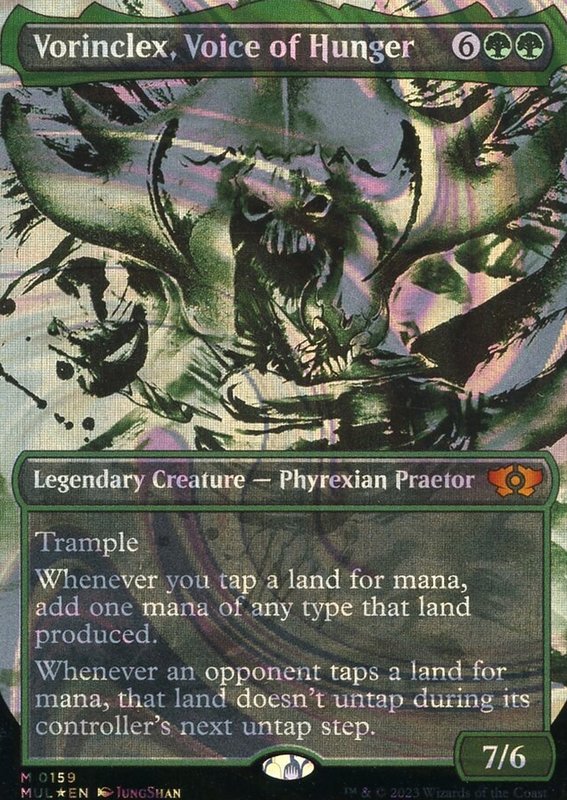 Vorinclex, Voice of Hunger 6
Legendary Creature — Phyrexian Praetor
Trample
Whenever you tap a land for mana,
add one mana of any type that land
produced.
Whenever an opponent taps a land for
mana, that land doesn't untap during its
controller's next untap step.
7/6
M 0159
MUL★EN JungShan
™ & © 2023 Wizards of the Coast